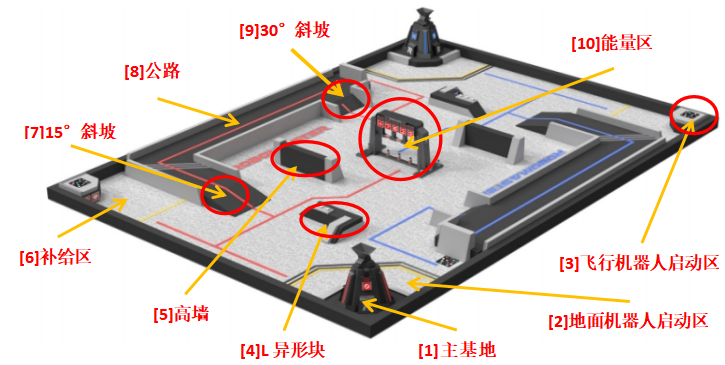 [9]30°斜坡
[10]能量区
[8]公路
[7]15°斜坡
[6]补给区
[3]飞行机器人启动区
[5]高墙
[2]地面机器人启动区
[4]L 异形块
[1]主基地